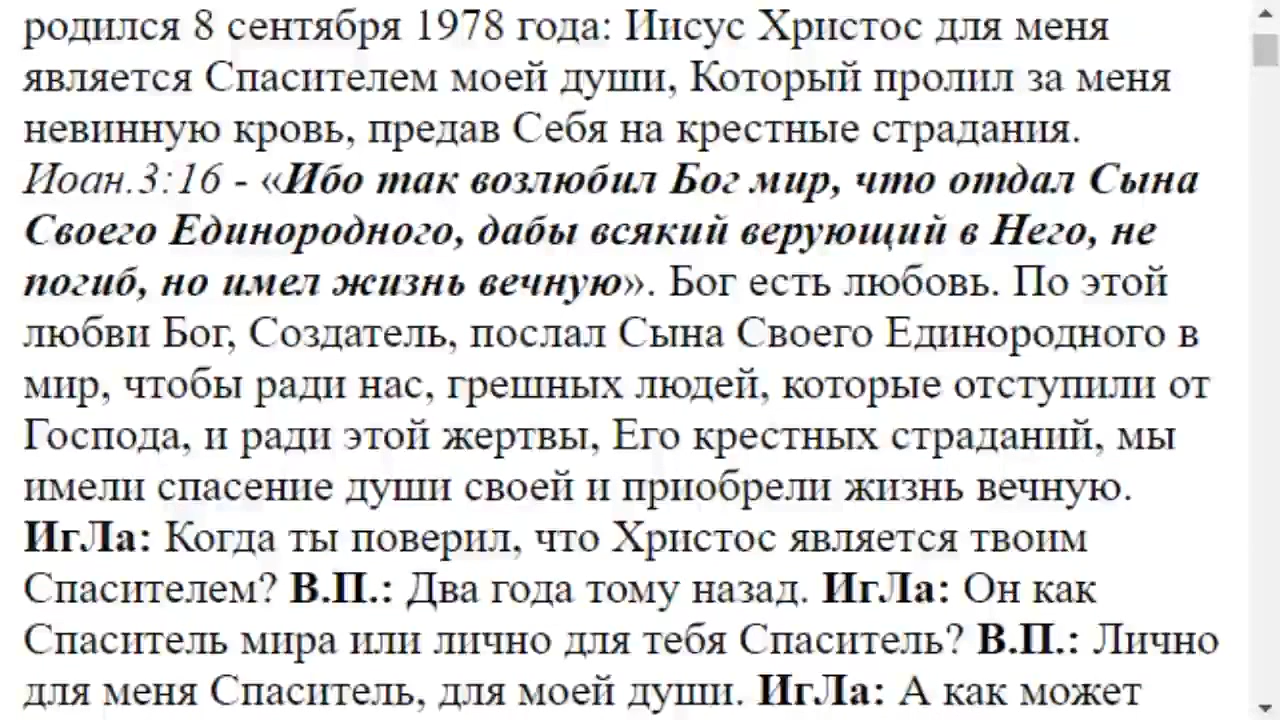 родился 8 сентября 1978 года: Иисус Христос для меня
является Спасителем моей души, Который пролил за меня
невинную кровь, предав Себя на крестные страдания.
Иоан.3:16 - «Ибо так возлюбил Бог мир, что отдал Сына
Своего Единородного, дабы всякий верующий в Него, не
погиб, но имел жизнь вечную». Бог есть любовь. По этой
любви Бог, Создатель, послал Сына Своего Единородного в
мир, чтобы ради нас, грешных людей, которые отступили от
Господа, и ради этой жертвы, Его крестных страданий, мы
имели спасение души своей и приобрели жизнь вечную.
ИгЛа: Когда ты поверил, что Христос является твоим
Спасителем? В.П.: Два года тому назад. ИгЛа: Он как
Спаситель мира или лично для тебя Спаситель? В.П.: Лично
для меня Спаситель, для моей души. ИгЛа: А как может